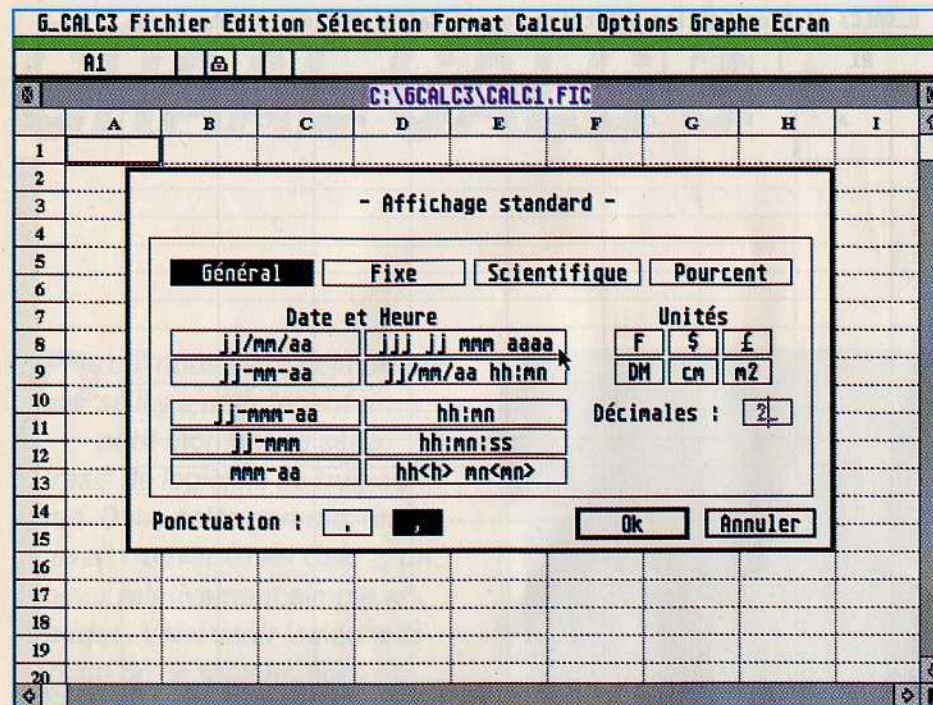 G_CALC3 Fichier Edition Sélection Format Calcul Options Graphe Ecran
A1
C:\GCALC3\CALC1.FIC
A B C D E F G H I
1
2
3
- Affichage standard -
4
5
Général Fixe Scientifique Pourcent
6
7
Date et Heure Unités
8
jj/mm/aa jjj jj mmm aaaa F $ £
9
jj-mm-aa jj/mm/aa hh:mn DM cm m2
10
jj-mmm-aa hh:mn Décimales : 2_
11
jj-mmm hh:mn:ss
12
mmm-aa hh<h> mn<mn>
13
14
Ponctuation : . , Ok Annuler
15
16
17
18
19
20